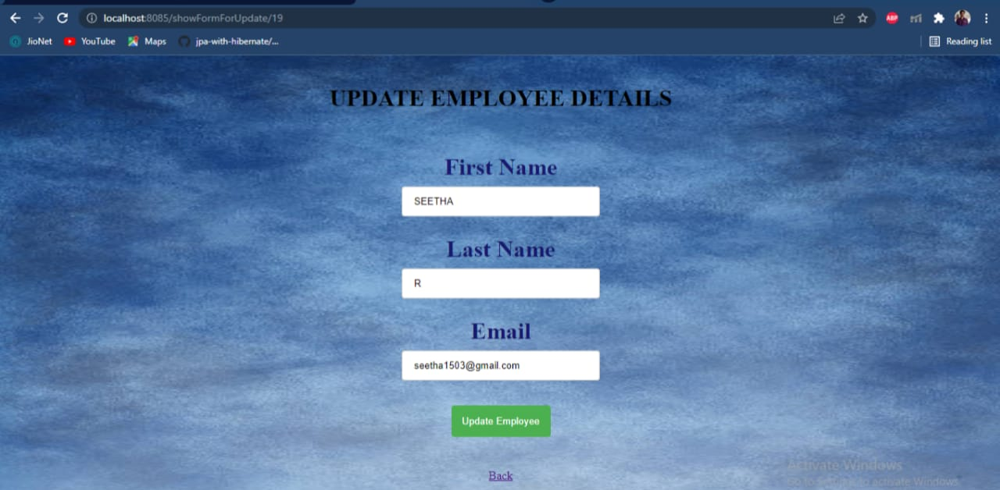 localhost:8085/showFormForUpdate/19
ABP
JioNet YouTube Maps jpa-with-hibernate/... Reading list
UPDATE EMPLOYEE DETAILS
First Name
SEETHA
Last Name
R
Email
seetha1503@gmail.com
Update Employee
Back
Activate Windows
Go to Settings to activate Windows.